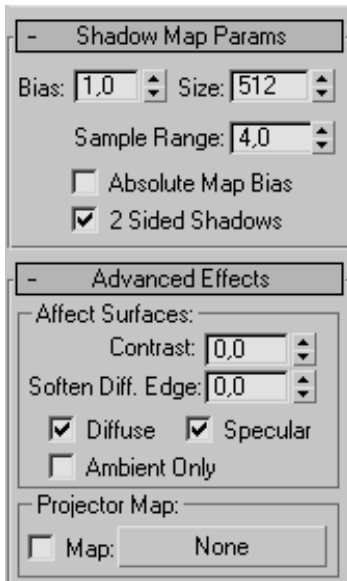 - Shadow Map Params
Bias: 1,0 Size: 512
Sample Range: 4,0
Absolute Map Bias
2 Sided Shadows
- Advanced Effects
Affect Surfaces:
Contrast: 0,0
Soften Diff. Edge: 0,0
Diffuse Specular
Ambient Only
Projector Map:
Map: None